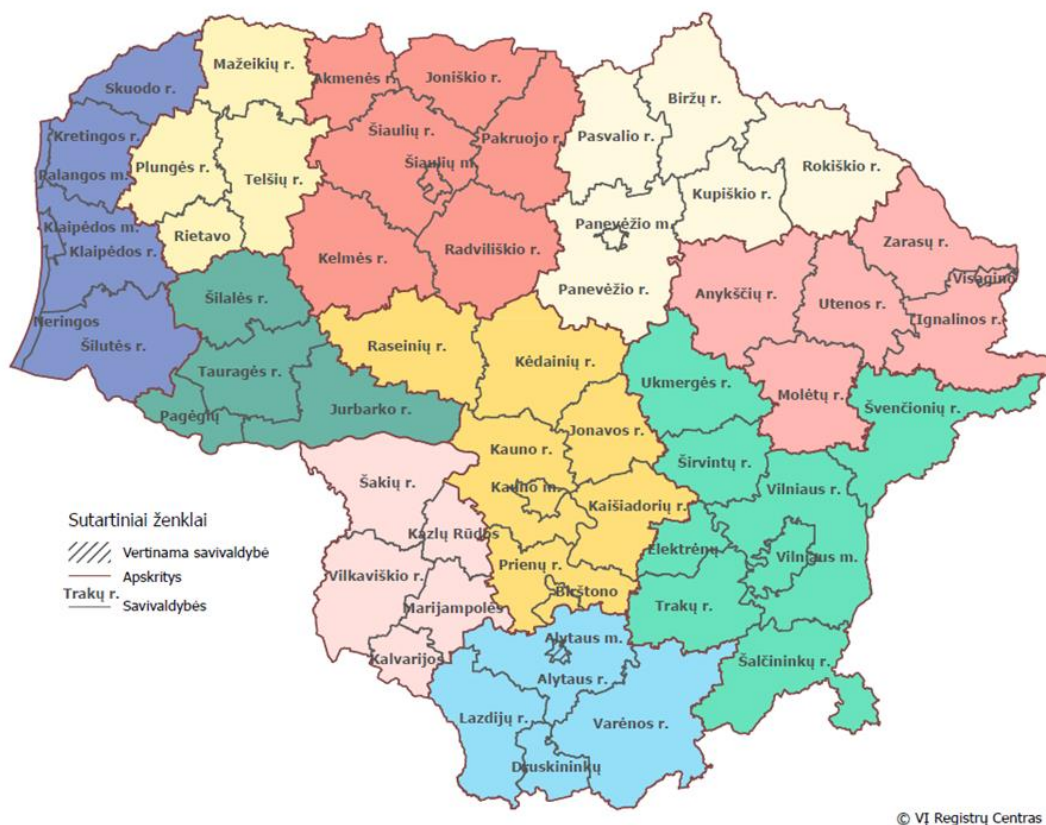 Mažeikių r.
Skuodo r.
Akmenės r.
Joniškio r.
Biržų r.
Kretingos r.
Šiaulių r.
Pakruojo r.
Pasvalio r.
Plungės r.
Šiaulių m.
Rokiškio r.
Palangos m.
Telšių r.
Kupiškio r.
Klaipėdos m.
Rietavo
Panevėžio m.
Klaipėdos r.
Kelmės r.
Radviliškio r.
Zarasų r.
Visagino
Šilalės r.
Panevėžio r.
Anykščių r.
Utenos r.
Ignalinos r.
Neringos
Šilutės r.
Raseinių r.
Kėdainių r.
Tauragės r.
Ukmergės r.
Molėtų r.
Pagėgių
Jurbarko r.
Švenčionių r.
Jonavos r.
Kauno r.
Širvintų r.
Šakių r.
Kauno m.
Vilniaus r.
Kaišiadorių r.
Sutartiniai ženklai
Kazlų Rūdos
Elektrėnų
Vertinama savivaldybė
Vilniaus m.
Prienų r.
Apskritys
Vilkaviškio r.
Birštono
Trakų r.
Savivaldybės
Marijampolės
Trakų r.
Alytaus m.
Kalvarijos
Šalčininkų r.
Alytaus r.
Lazdijų r.
Varėnos r.
Druskininkų
© VĮ Registrų Centras